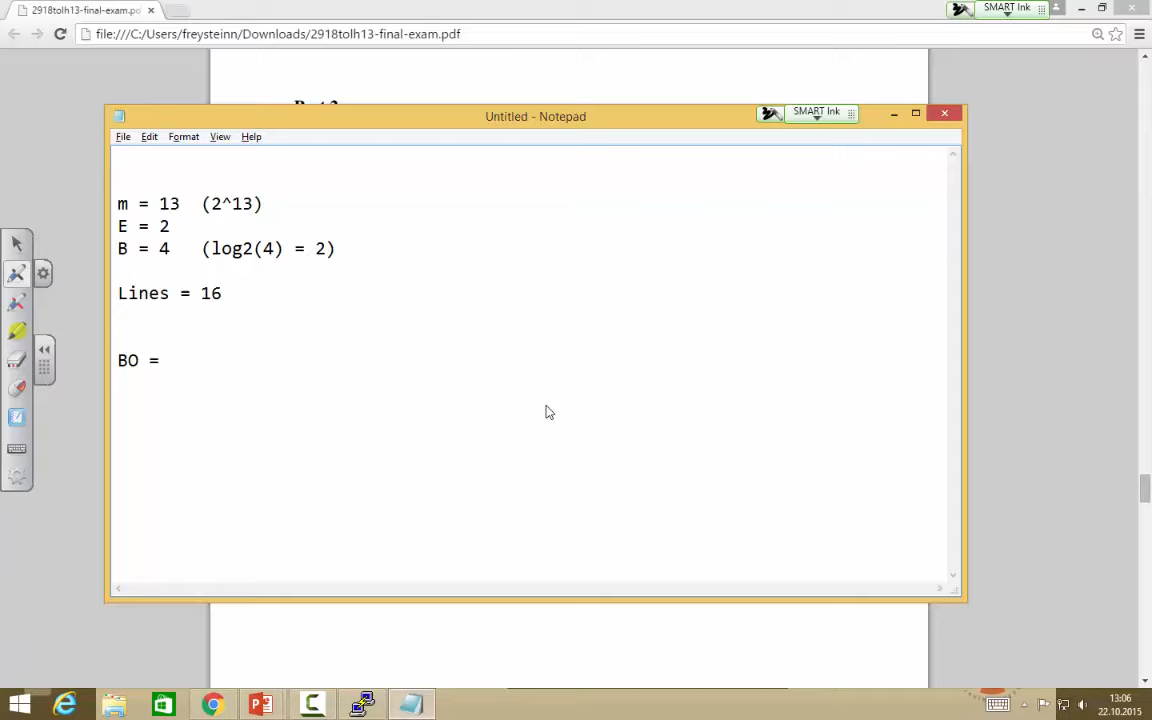 2918tolh13-final-exam.pd
SMART Ink
file:///C:/Users/freysteinn/Downloads/2918tolh13-final-exam.pdf
Untitled - Notepad
SMART Ink
File Edit Format View Help
m = 13 (2^13)
E = 2
B = 4 (log2(4) = 2)
Lines = 16
BO =
13:06
22.10.2015